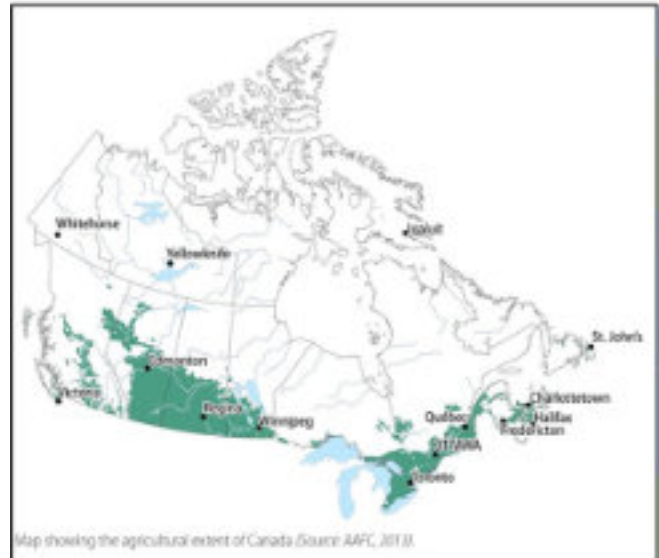 Whitehorse
Yellowknife
Iqaluit
St. John's
Edmonton
Victoria
Regina
Winnipeg
Charlottetown
Québec
Halifax
Fredericton
OTTAWA
Toronto
Map showing the agricultural extent of Canada (Source: AAFC, 2013).